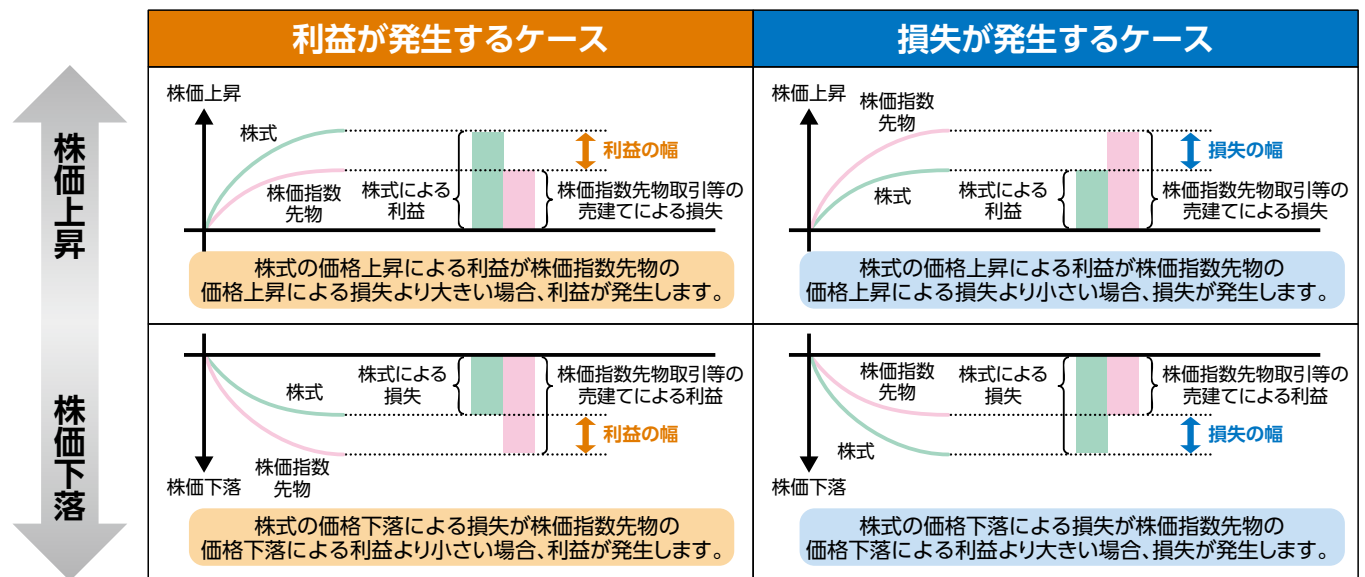 利益が発生するケース
損失が発生するケース
株価上昇
株価上昇
株式
株価指数
先物
株式による
利益
利益の幅
株価指数先物取引等の
売建てによる損失
株式の価格上昇による利益が株価指数先物の
価格上昇による損失より大きい場合、利益が発生します。
株価上昇
株価指数
先物
株式
株式による
利益
損失の幅
株価指数先物取引等の
売建てによる損失
株式の価格上昇による利益が株価指数先物の
価格上昇による損失より小さい場合、損失が発生します。
株価下落
株式
株価指数
先物
株価下落
株式による
損失
株価指数先物取引等の
売建てによる利益
利益の幅
株式の価格下落による損失が株価指数先物の
価格下落による利益より小さい場合、利益が発生します。
株価指数
先物
株式
株価下落
株式による
損失
株価指数先物取引等の
売建てによる利益
損失の幅
株式の価格下落による損失が株価指数先物の
価格下落による利益より大きい場合、損失が発生します。